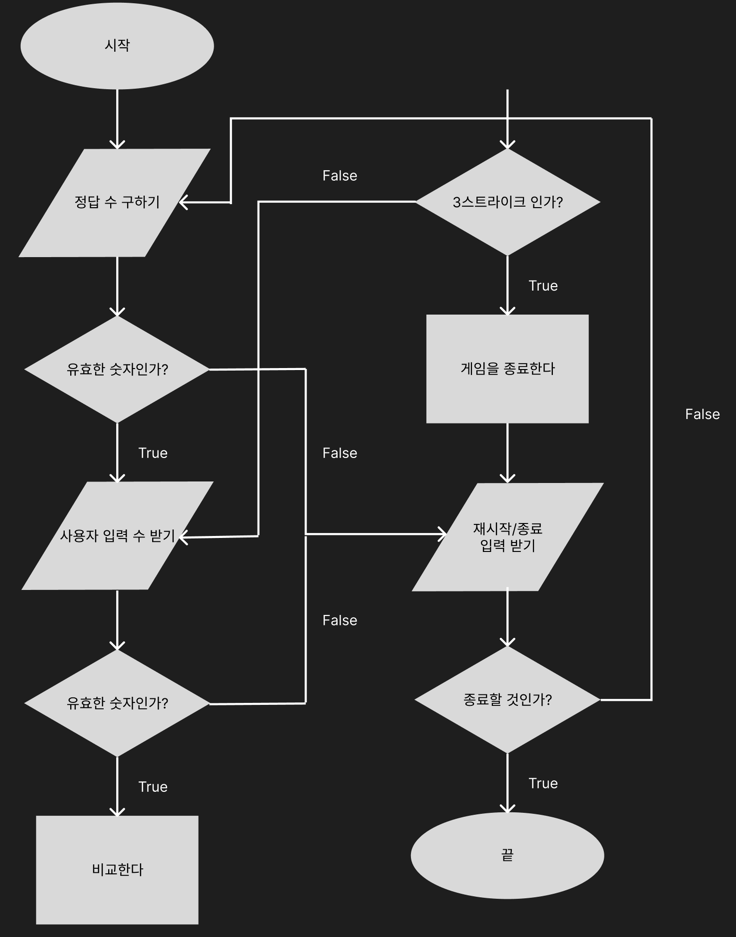 시작
정답 수 구하기
유효한 숫자인가?
True
False
사용자 입력 수 받기
유효한 숫자인가?
False
True
비교한다
False
3스트라이크 인가?
True
게임을 종료한다
재시작/종료
입력 받기
종료할 것인가?
False
True
끝